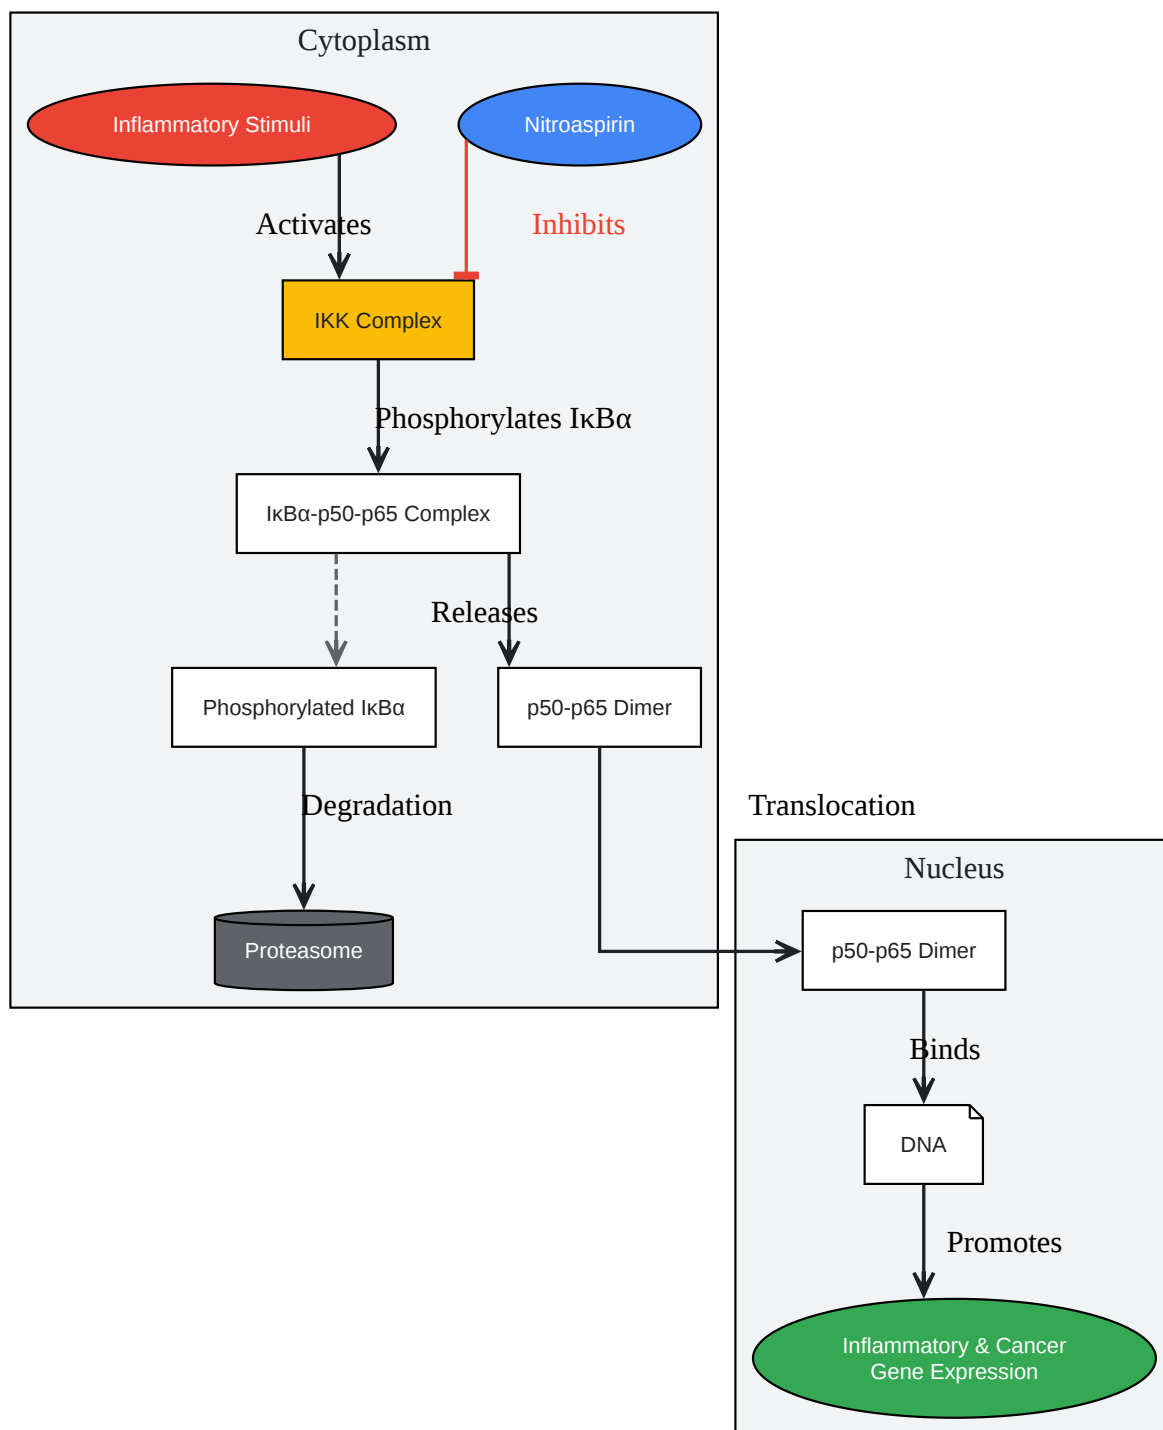 Cytoplasm
Inflammatory Stimuli
Nitroaspirin
Activates
Inhibits
IKK Complex
Phosphorylates IκBα
IκBα-p50-p65 Complex
Releases
Phosphorylated IκBα
p50-p65 Dimer
Degradation
Translocation
Nucleus
Proteasome
p50-p65 Dimer
Binds
DNA
Promotes
Inflammatory & Cancer
Gene Expression